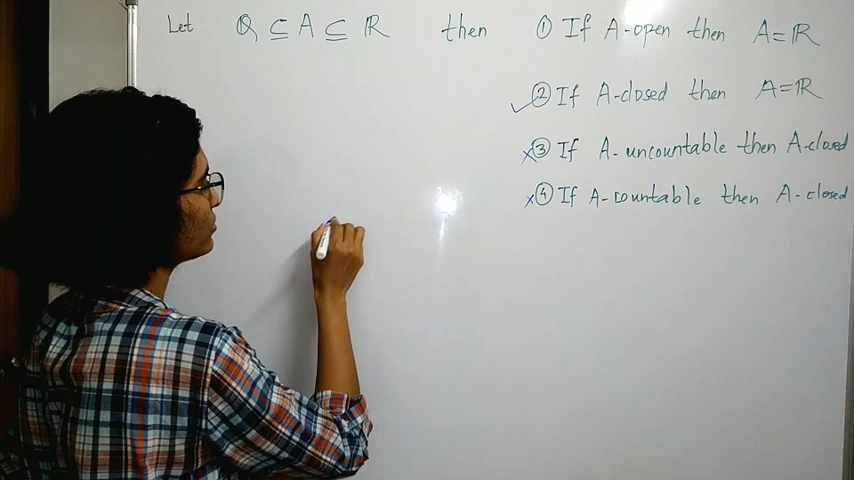 Let ℚ ⊆ A ⊆ ℝ then ① If A-open then A=ℝ
✓② If A-closed then A=ℝ
×③ If A-uncountable then A-closed
×④ If A-countable then A-closed